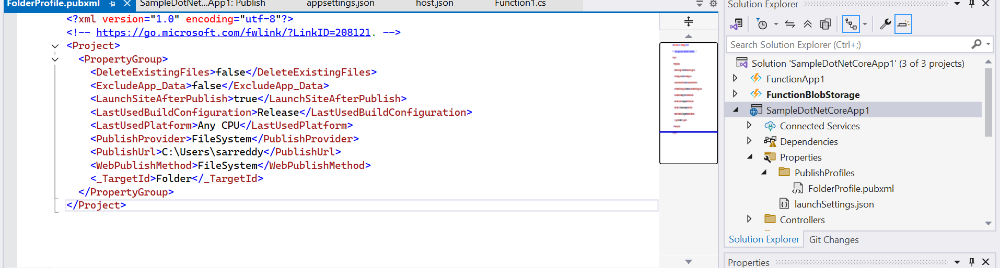 FolderProfile.pubxml
SampleDotNet...App1: Publish
appsettings.json
host.json
Function1.cs
<?xml version="1.0" encoding="utf-8"?>
<!-- https://go.microsoft.com/fwlink/?LinkID=208121. -->
<Project>
<PropertyGroup>
<DeleteExistingFiles>false</DeleteExistingFiles>
<ExcludeApp_Data>false</ExcludeApp_Data>
<LaunchSiteAfterPublish>true</LaunchSiteAfterPublish>
<LastUsedBuildConfiguration>Release</LastUsedBuildConfiguration>
<LastUsedPlatform>Any CPU</LastUsedPlatform>
<PublishProvider>FileSystem</PublishProvider>
<PublishUrl>C:\Users\sarreddy</PublishUrl>
<WebPublishMethod>FileSystem</WebPublishMethod>
<_TargetId>Folder</_TargetId>
</PropertyGroup>
</Project>
Solution Explorer
Search Solution Explorer (Ctrl+;)
Solution 'SampleDotNetCoreApp1' (3 of 3 projects)
FunctionApp1
FunctionBlobStorage
SampleDotNetCoreApp1
Connected Services
Dependencies
Properties
PublishProfiles
FolderProfile.pubxml
launchSettings.json
Controllers
Solution Explorer
Git Changes
Properties